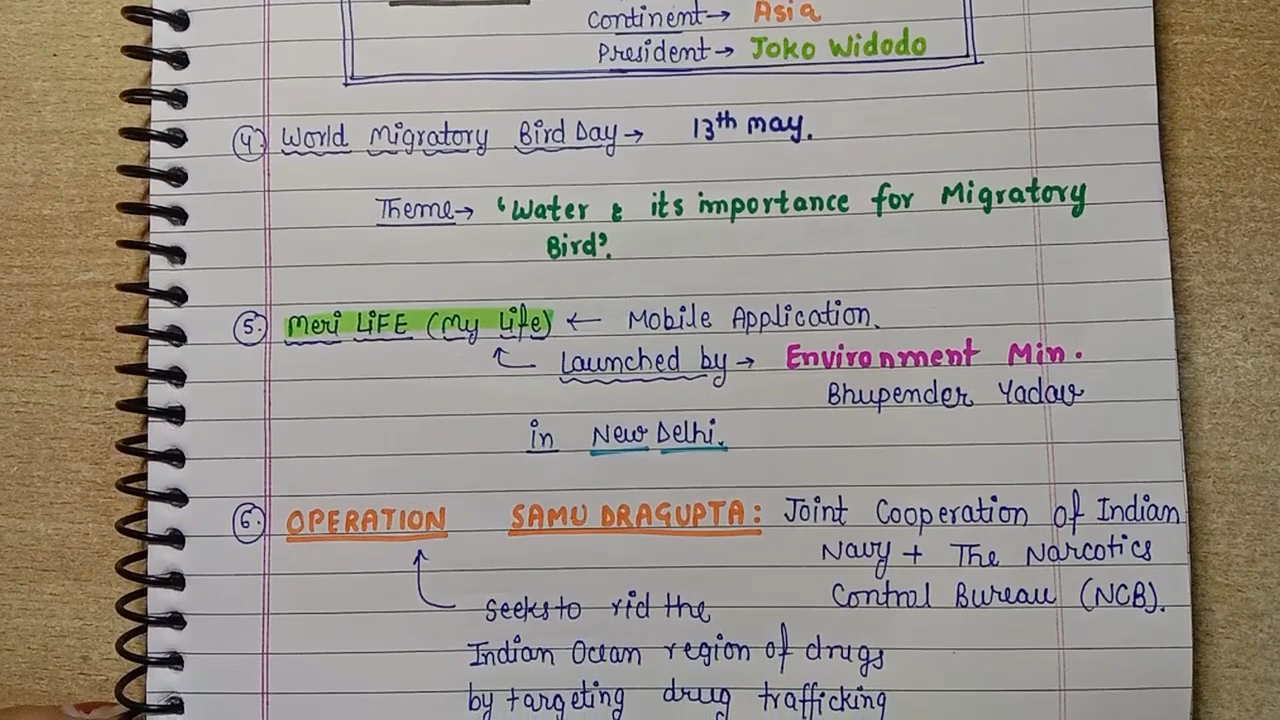 Continent→ Asia
President→ Joko Widodo
④ World Migratory Bird Day→ 13th may.
Theme→ 'Water & its importance for Migratory
Bird'.
⑤. Meri LiFE (My Life) ← Mobile Application.
Launched by → Environment Min.
Bhupender Yadav
in New Delhi.
⑥. OPERATION SAMUDRAGUPTA: Joint Cooperation of Indian
Navy + The Narcotics
Control Bureau (NCB).
Seeks to rid the
Indian Ocean region of drugs
by targeting drug trafficking